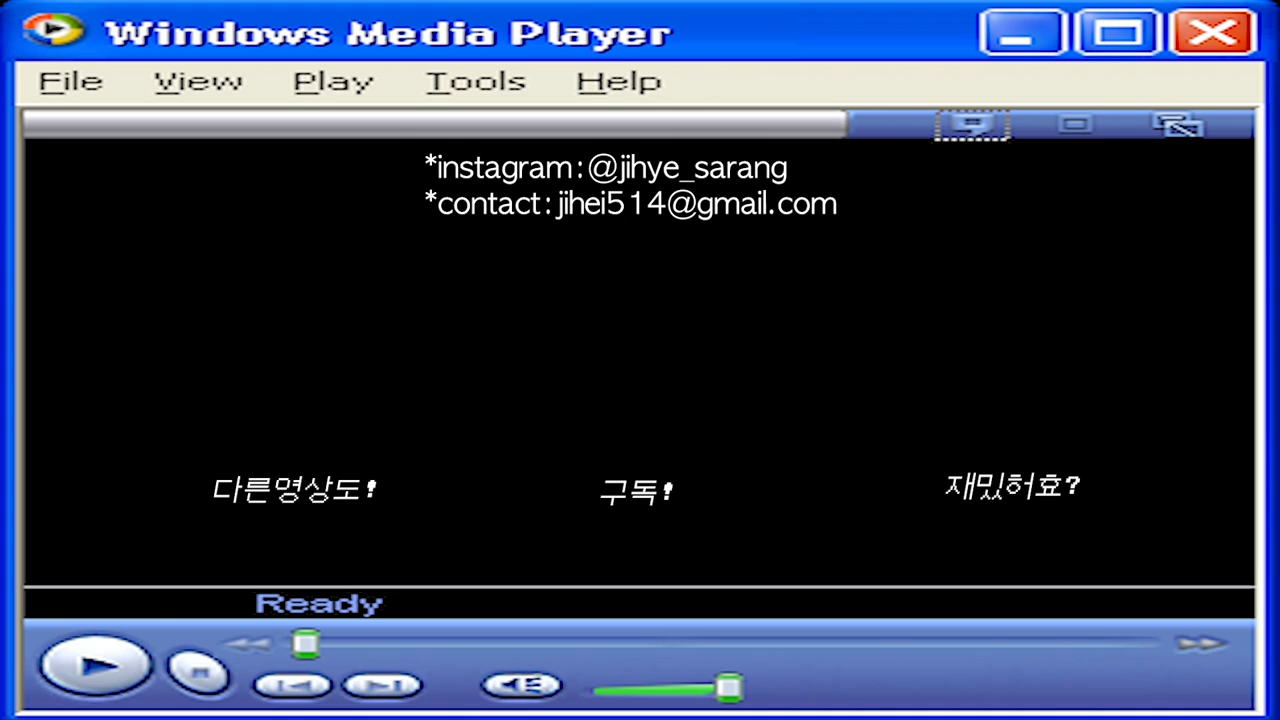 Windows Media Player
File View Play Tools Help
*instagram:@jihye_sarang
*contact:jihei514@gmail.com
다른영상도! 구독! 재밌허효?
Ready